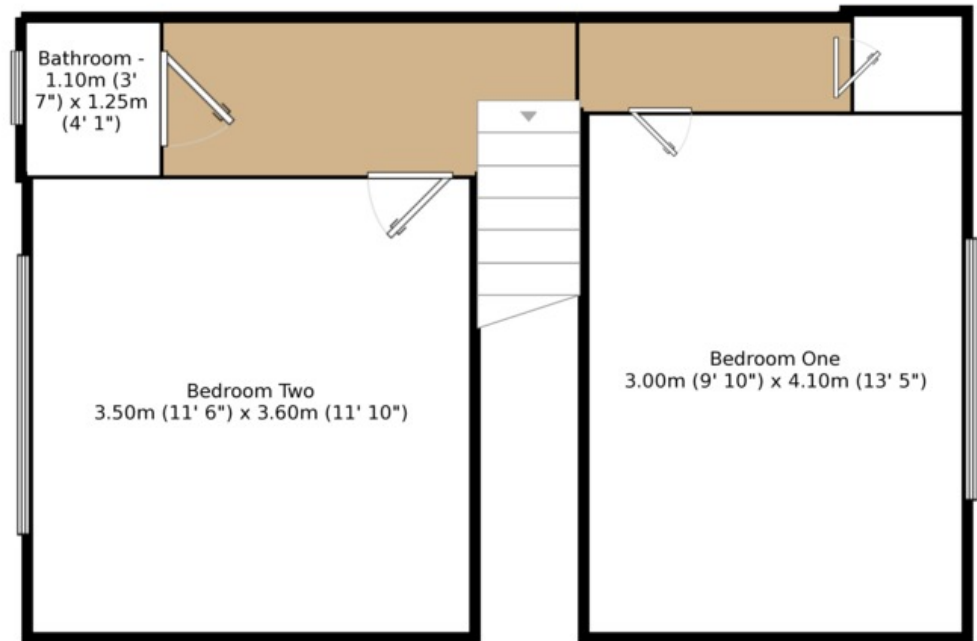 Bathroom -
1.10m (3'
7") x 1.25m
(4' 1")
Bedroom Two
3.50m (11' 6") x 3.60m (11' 10")
Bedroom One
3.00m (9' 10") x 4.10m (13' 5")